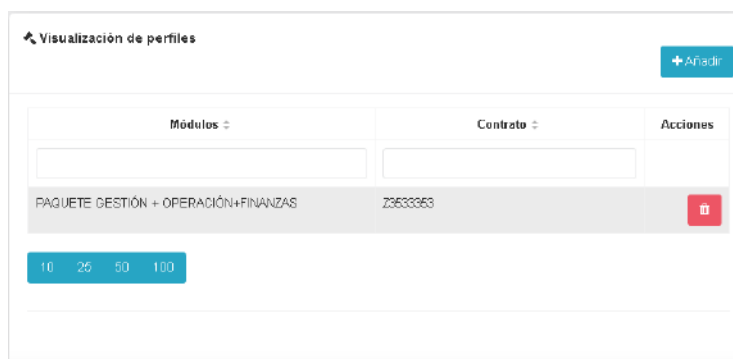 Visualización de perfiles
+ Añadir
Módulos Contrato Acciones
PAQUETE GESTIÓN + OPERACIÓN+FINANZAS Z3533353
10 25 50 100